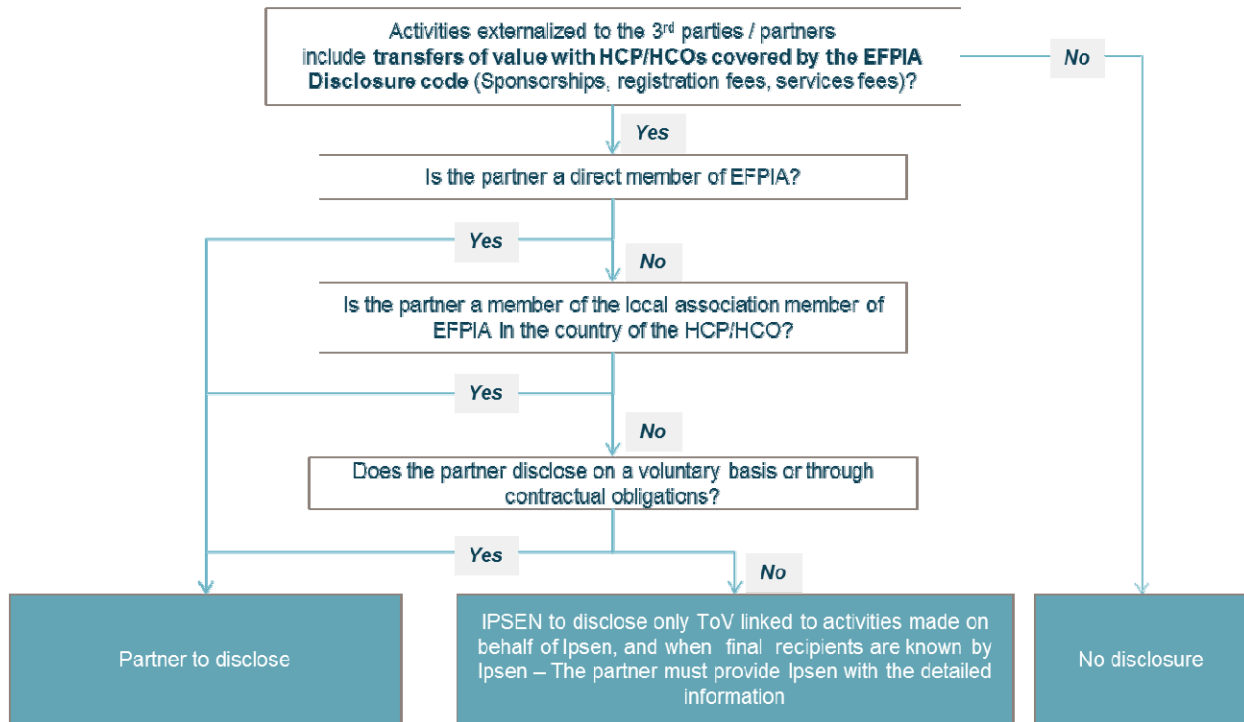 Activities externalized to the 3rd parties / partners
include transfers of value with HCP/HCOs covered by the EFPIA
Disclosure code (Sponsorships, registration fees, services fees)?
No
Yes
Is the partner a direct member of EFPIA?
Yes
No
Is the partner a member of the local association member of
EFPIA in the country of the HCP/HCO?
Yes
No
Does the partner disclose on a voluntary basis or through
contractual obligations?
Yes
No
Partner to disclose
IPSEN to disclose only ToV linked to activities made on
behalf of Ipsen, and when final recipients are known by
Ipsen – The partner must provide Ipsen with the detailed
information
No disclosure